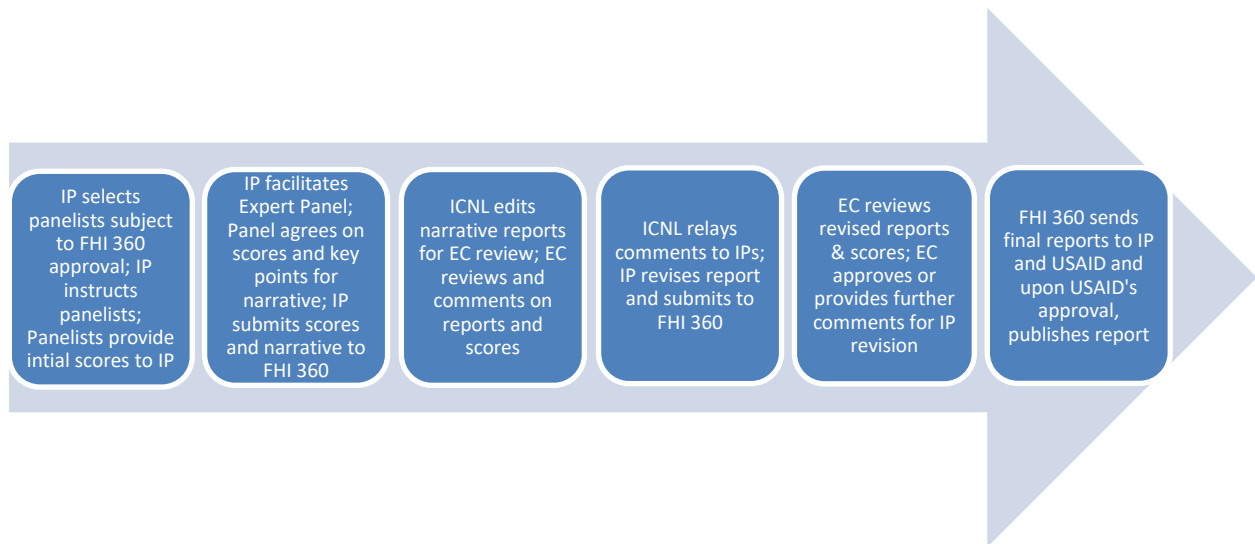 IP selects
panelists subject
to FHI 360
approval; IP
instructs
panelists;
Panelists provide
intial scores to IP
IP facilitates
Expert Panel;
Panel agrees on
scores and key
points for
narrative; IP
submits scores
and narrative to
FHI 360
ICNL edits
narrative reports
for EC review; EC
reviews and
comments on
reports and
scores
ICNL relays
comments to IPs;
IP revises report
and submits to
FHI 360
EC reviews
revised reports
& scores; EC
approves or
provides further
comments for IP
revision
FHI 360 sends
final reports to IP
and USAID and
upon USAID's
approval,
publishes report